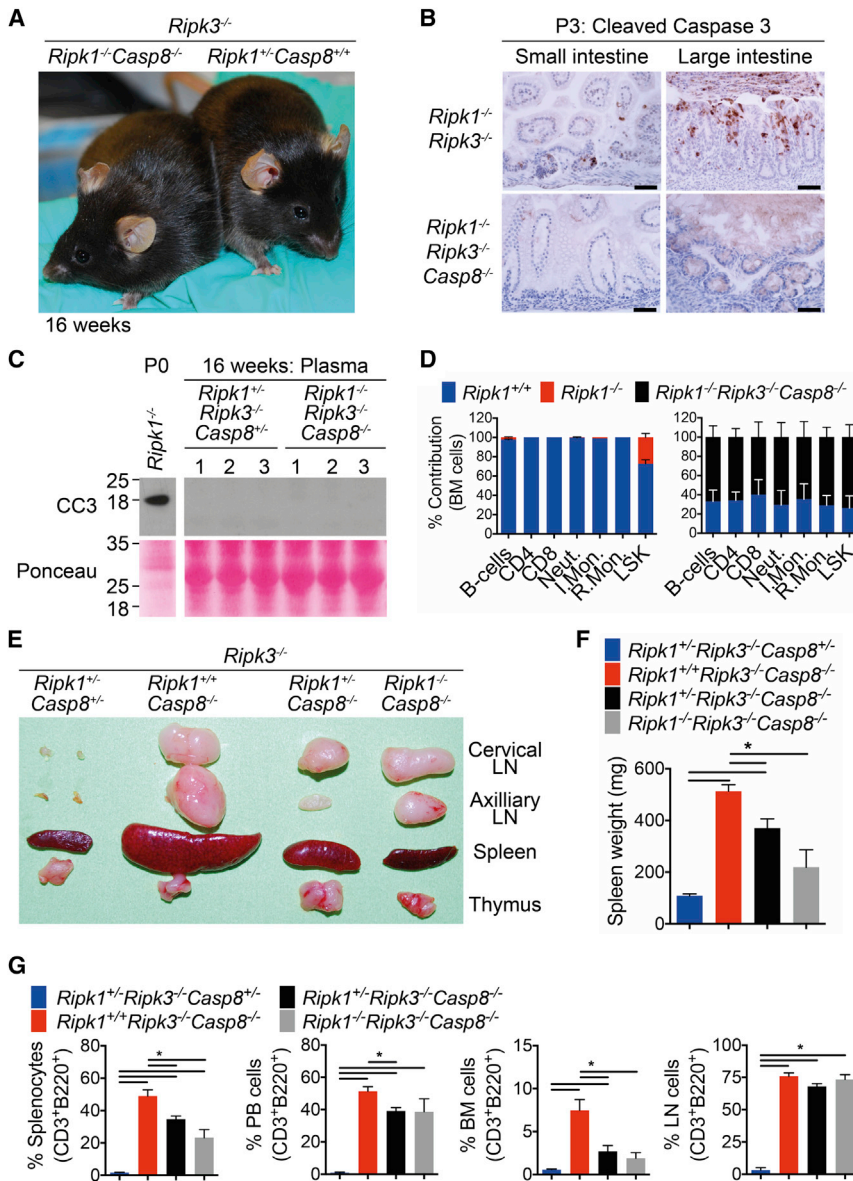 A
Ripk3-/-
Ripk1-/-Casp8-/- Ripk1+/-Casp8+/+
16 weeks
B
P3: Cleaved Caspase 3
Small intestine Large intestine
Ripk1-/-
Ripk3-/-
Ripk1-/-
Ripk3-/-
Casp8-/-
C
P0 16 weeks: Plasma
Ripk1-/-
Ripk1+/- Ripk1-/-
Ripk3-/- Ripk3-/-
Casp8+/- Casp8-/-
1 2 3 1 2 3
25
CC3 18
35
Ponceau
25
18
D
Ripk1+/+ Ripk1-/- Ripk1-/-Ripk3-/-Casp8-/-
% Contribution
(BM cells)
120 120
100 100
80 80
60 60
40 40
20 20
0 0
B-cells CD4 CD8 Neut. I.Mon. R.Mon. LSK
B-cells CD4 CD8 Neut. I.Mon. R.Mon. LSK
E
Ripk3-/-
Ripk1+/- Ripk1+/+ Ripk1+/- Ripk1-/-
Casp8+/- Casp8-/- Casp8-/- Casp8-/-
Cervical
LN
Axilliary
LN
Spleen
Thymus
F
Ripk1+/-Ripk3-/-Casp8+/-
Ripk1+/+Ripk3-/-Casp8-/-
Ripk1+/-Ripk3-/-Casp8-/-
Ripk1-/-Ripk3-/-Casp8-/-
Spleen weight (mg)
600
400
200
0
*
G
Ripk1+/-Ripk3-/-Casp8+/- Ripk1+/-Ripk3-/-Casp8-/-
Ripk1+/+Ripk3-/-Casp8-/- Ripk1-/-Ripk3-/-Casp8-/-
% Splenocytes
(CD3+B220+)
80
60
40
20
0
*
% PB cells
(CD3+B220+)
80
60
40
20
0
*
% BM cells
(CD3+B220+)
15
10
5
0
*
% LN cells
(CD3+B220+)
100
75
50
25
0
*